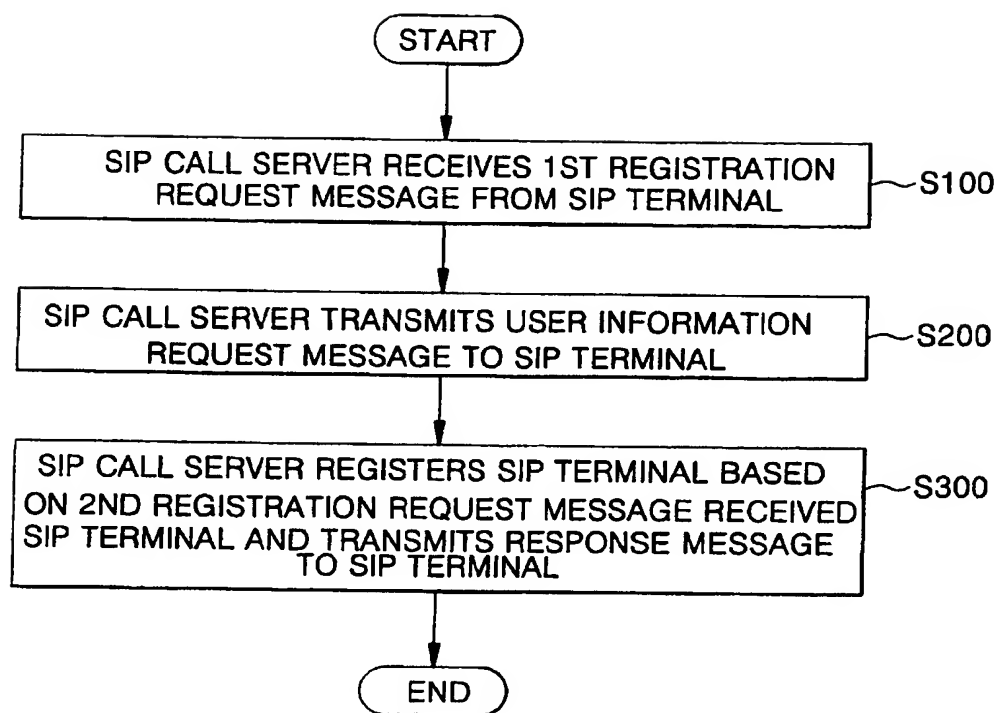 START
SIP CALL SERVER RECEIVES 1ST REGISTRATION
REQUEST MESSAGE FROM SIP TERMINAL
S100
SIP CALL SERVER TRANSMITS USER INFORMATION
REQUEST MESSAGE TO SIP TERMINAL
S200
SIP CALL SERVER REGISTERS SIP TERMINAL BASED
ON 2ND REGISTRATION REQUEST MESSAGE RECEIVED
SIP TERMINAL AND TRANSMITS RESPONSE MESSAGE
TO SIP TERMINAL
S300
END